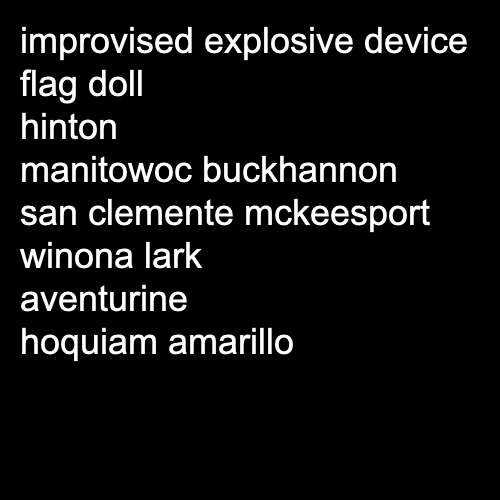 improvised explosive device
flag doll
hinton
manitowoc buckhannon
san clemente mckeesport
winona lark
aventurine
hoquiam amarillo